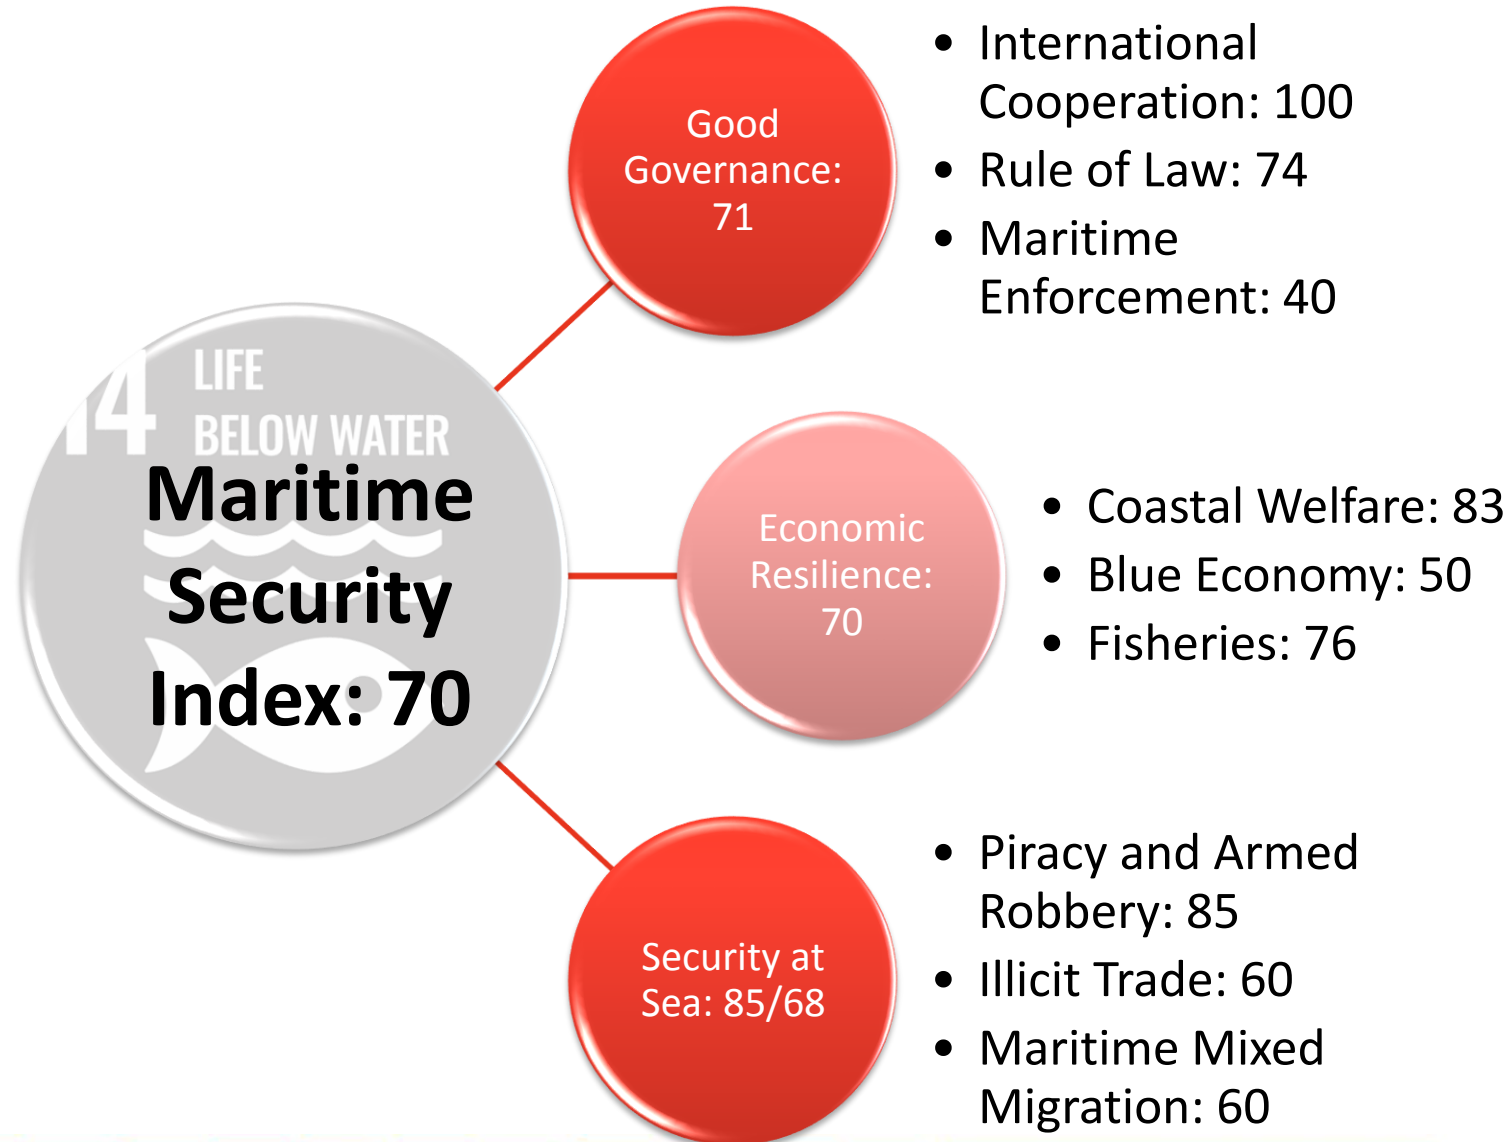 Good
Governance:
71
• International
Cooperation: 100
• Rule of Law: 74
• Maritime
Enforcement: 40
14 LIFE
BELOW WATER
Maritime
Security
Index: 70
Economic
Resilience:
70
• Coastal Welfare: 83
• Blue Economy: 50
• Fisheries: 76
Security at
Sea: 85/68
• Piracy and Armed
Robbery: 85
• Illicit Trade: 60
• Maritime Mixed
Migration: 60